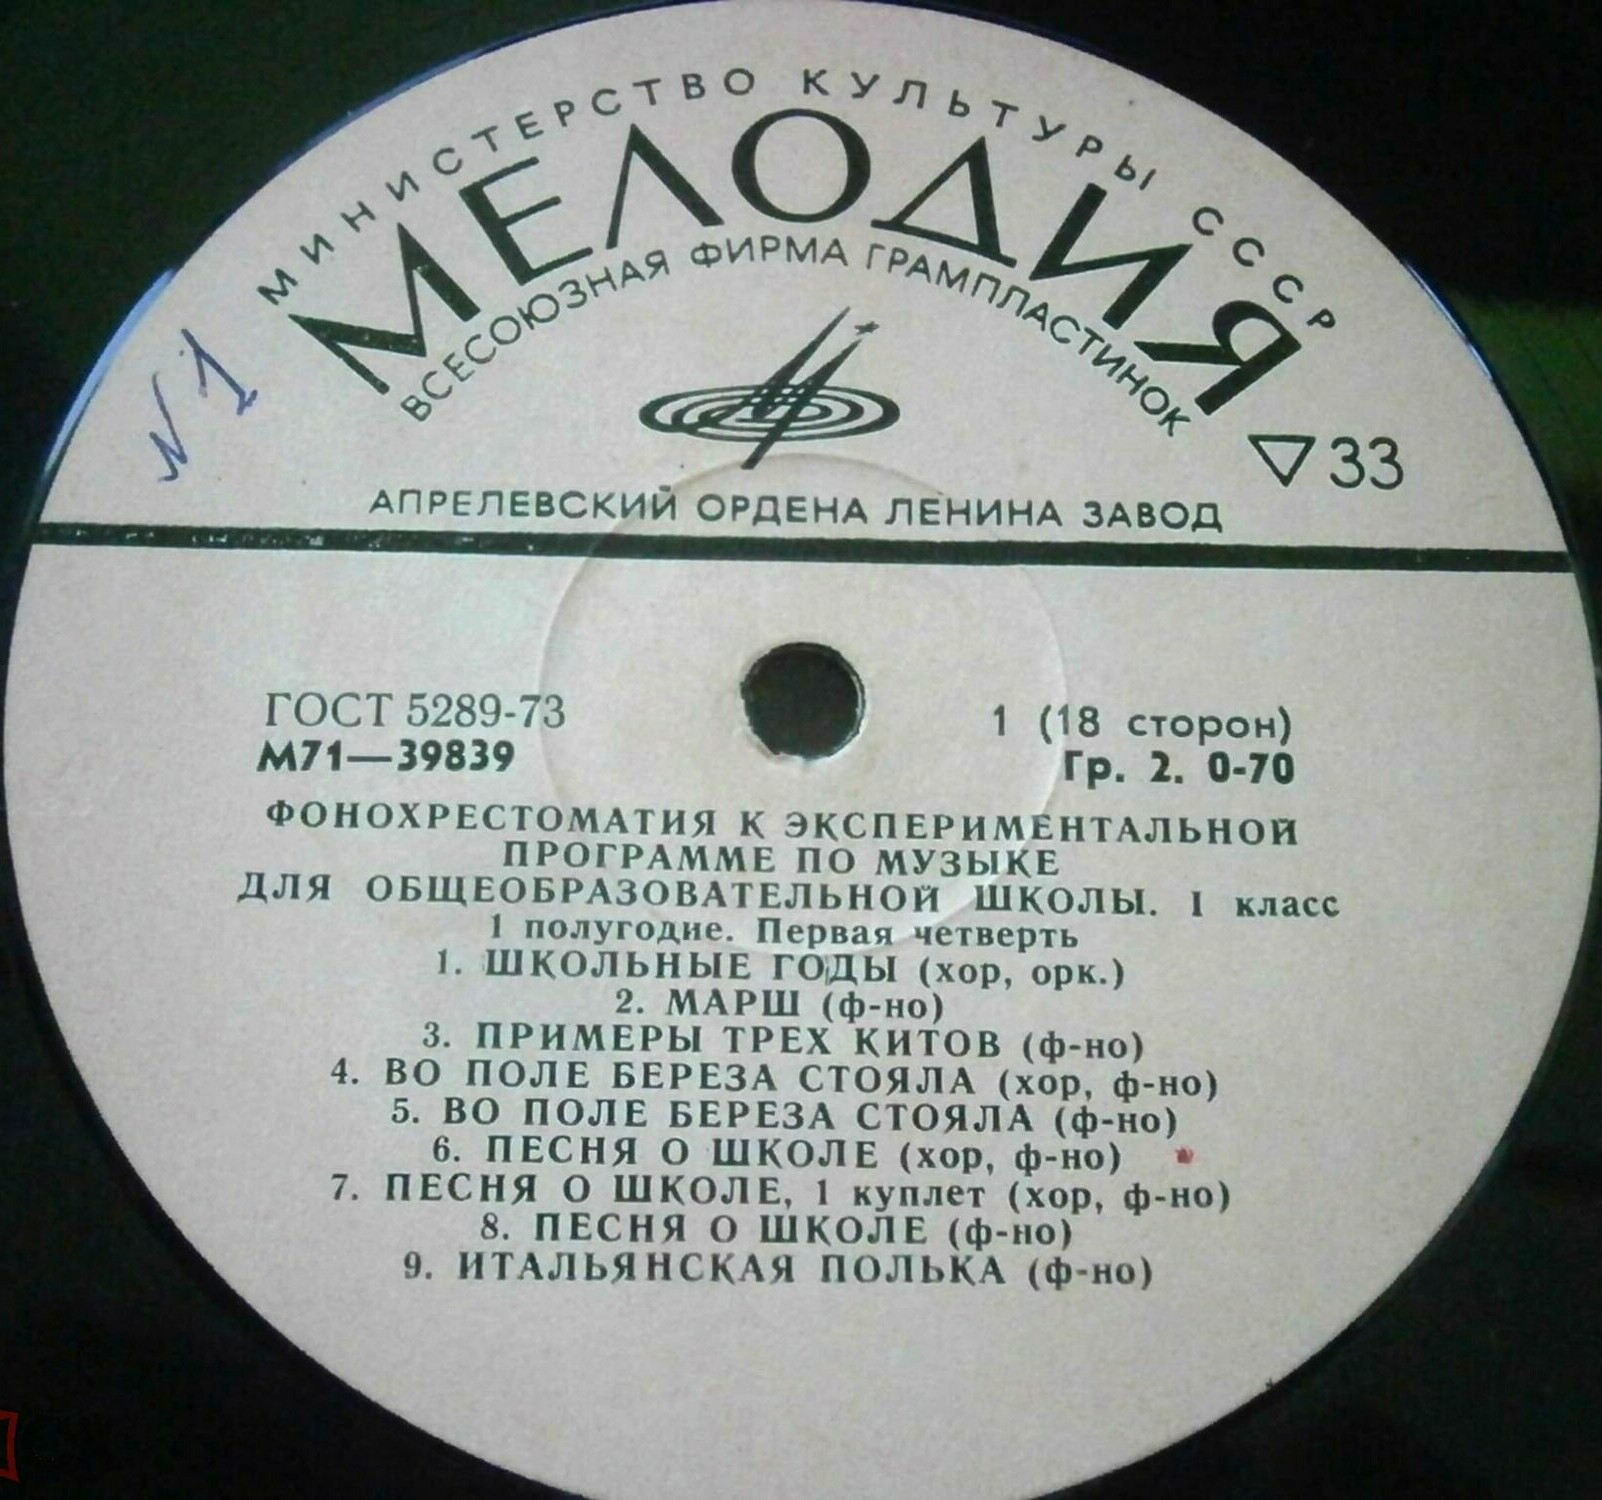 МИНИСТЕРСТВО КУЛЬТУРЫ СССР
МЕЛОДИЯ
ВСЕСОЮЗНАЯ ФИРМА ГРАМПЛАСТИНОК
N 1
33
АПРЕЛЕВСКИЙ ОРДЕНА ЛЕНИНА ЗАВОД
ГОСТ 5289-73
1 (18 сторон)
М71—39839
Гр. 2. 0-70
ФОНОХРЕСТОМАТИЯ К ЭКСПЕРИМЕНТАЛЬНОЙ
ПРОГРАММЕ ПО МУЗЫКЕ
ДЛЯ ОБЩЕОБРАЗОВАТЕЛЬНОЙ ШКОЛЫ. I класс
1 полугодие. Первая четверть
1. ШКОЛЬНЫЕ ГОДЫ (хор, орк.)
2. МАРШ (ф-но)
3. ПРИМЕРЫ ТРЕХ КИТОВ (ф-но)
4. ВО ПОЛЕ БЕРЕЗА СТОЯЛА (хор, ф-но)
5. ВО ПОЛЕ БЕРЕЗА СТОЯЛА (ф-но)
6. ПЕСНЯ О ШКОЛЕ (хор, ф-но)
7. ПЕСНЯ О ШКОЛЕ, 1 куплет (хор, ф-но)
8. ПЕСНЯ О ШКОЛЕ (ф-но)
9. ИТАЛЬЯНСКАЯ ПОЛЬКА (ф-но)